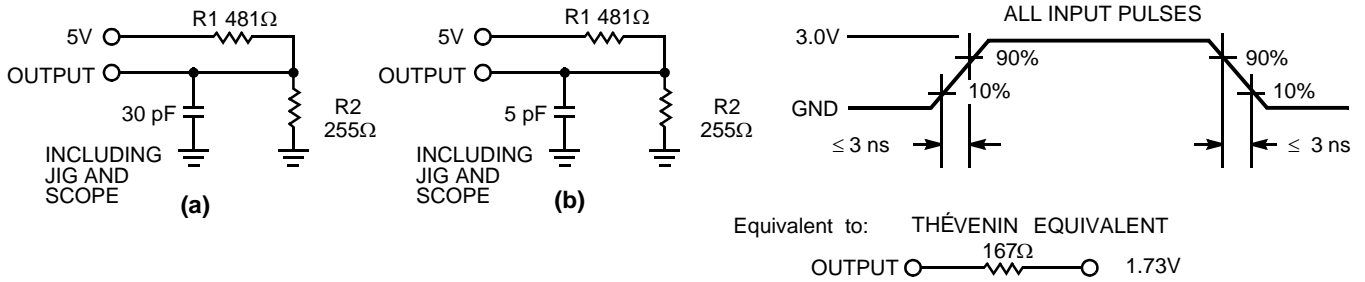 R1 481Ω
5V
OUTPUT
30 pF
R2
255Ω
INCLUDING
JIG AND
SCOPE
(a)
R1 481Ω
5V
OUTPUT
5 pF
R2
255Ω
INCLUDING
JIG AND
SCOPE
(b)
ALL INPUT PULSES
3.0V
90%
90%
10%
10%
GND
≤ 3 ns
≤ 3 ns
Equivalent to: THÉVENIN EQUIVALENT
167Ω
OUTPUT
1.73V